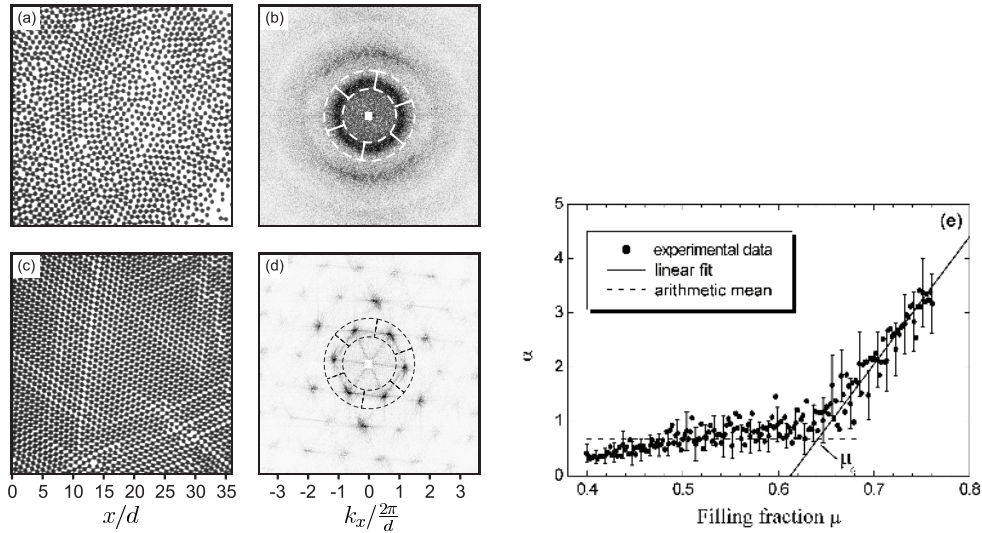 (a)
(b)
(c)
(d)
0 5 10 15 20 25 30 35
x/d
-3 -2 -1 0 1 2 3
k_x/ 2π/d
(e)
experimental data
linear fit
arithmetic mean
5
4
3
2
1
0
α
μc
0.4 0.5 0.6 0.7 0.8
Filling fraction μ